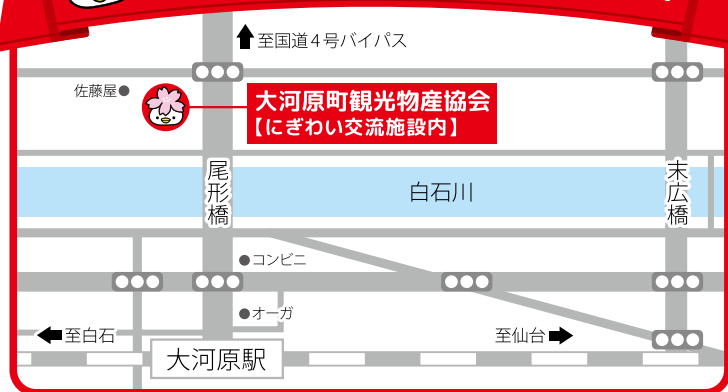 至国道4号バイパス
佐藤屋
大河原町観光物産協会
【にぎわい交流施設内】
尾形橋
白石川
末広橋
コンビニ
オーガ
至白石
至仙台
大河原駅